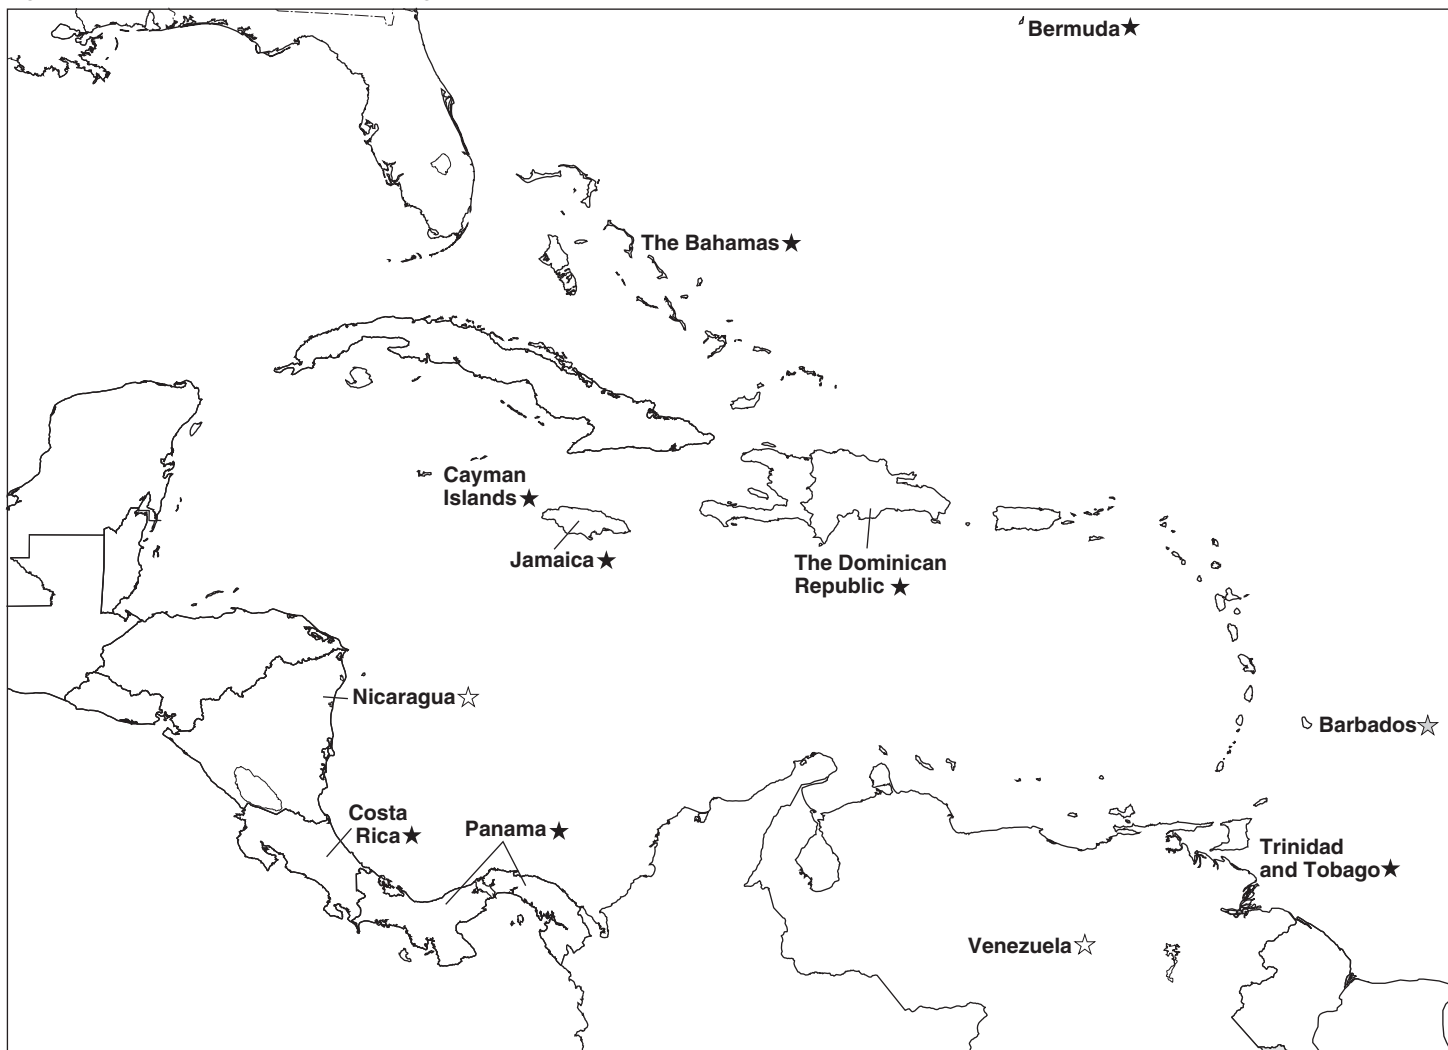 Bermuda★
The Bahamas★
Cayman
Islands★
Jamaica★
The Dominican
Republic ★
Nicaragua☆
Barbados☆
Costa
Rica★
Panama★
Trinidad
and Tobago★
Venezuela☆